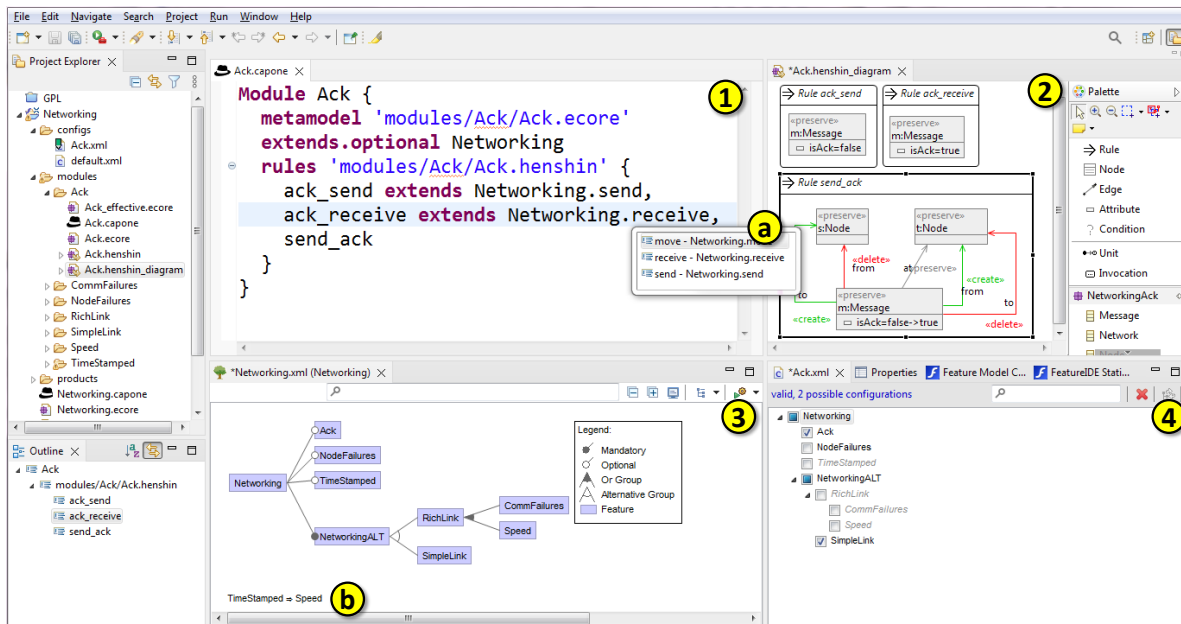 File Edit Navigate Search Project Run Window Help
Project Explorer
GPL
Networking
configs
Ack.xml
default.xml
modules
Ack
Ack_effective.ecore
Ack.capone
Ack.ecore
Ack.henshin
Ack.henshin_diagram
CommFailures
NodeFailures
RichLink
SimpleLink
Speed
TimeStamped
products
Networking.capone
Networking.ecore
Outline
Ack
modules/Ack/Ack.henshin
ack_send
ack_receive
send_ack
Ack.capone
1
Module Ack {
metamodel 'modules/Ack/Ack.ecore'
extends.optional Networking
rules 'modules/Ack/Ack.henshin' {
ack_send extends Networking.send,
ack_receive extends Networking.receive,
send_ack
}
}
a
move - Networking.m
receive - Networking.receive
send - Networking.send
*Ack.henshin_diagram
2
Rule ack_send
«preserve»
m:Message
isAck=false
Rule ack_receive
«preserve»
m:Message
isAck=true
Rule send_ack
«preserve»
s:Node
«preserve»
t:Node
«delete»
from
at
preserve»
«create»
from
to
to
«preserve»
m:Message
isAck=false->true
«create»
«delete»
Palette
Rule
Node
Edge
Attribute
Condition
Unit
Invocation
NetworkingAck
Message
Network
*Networking.xml (Networking)
3
Ack
NodeFailures
Networking
TimeStamped
NetworkingALT
RichLink
CommFailures
Speed
SimpleLink
Legend:
Mandatory
Optional
Or Group
Alternative Group
Feature
TimeStamped ⇒ Speed
b
*Ack.xml Properties Feature Model C... FeatureIDE Stati...
valid, 2 possible configurations
4
Networking
Ack
NodeFailures
TimeStamped
NetworkingALT
RichLink
CommFailures
Speed
SimpleLink